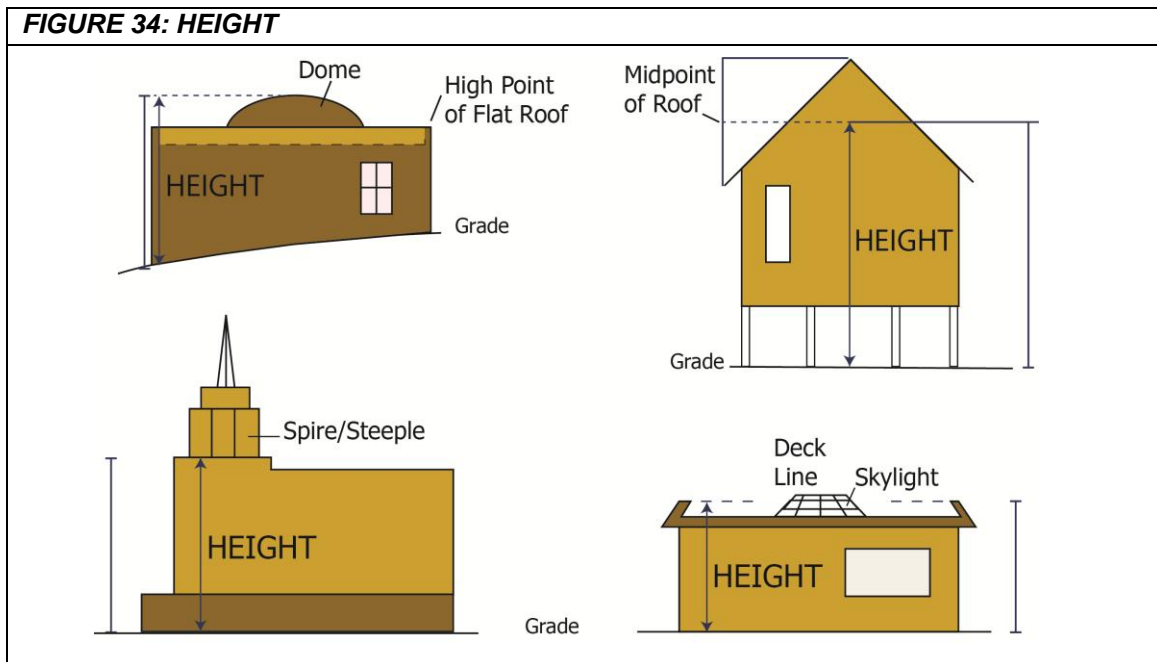 FIGURE 34: HEIGHT
Dome
High Point
of Flat Roof
HEIGHT
Grade
Midpoint
of Roof
HEIGHT
Grade
Spire/Steeple
HEIGHT
Grade
Deck
Line
Skylight
HEIGHT